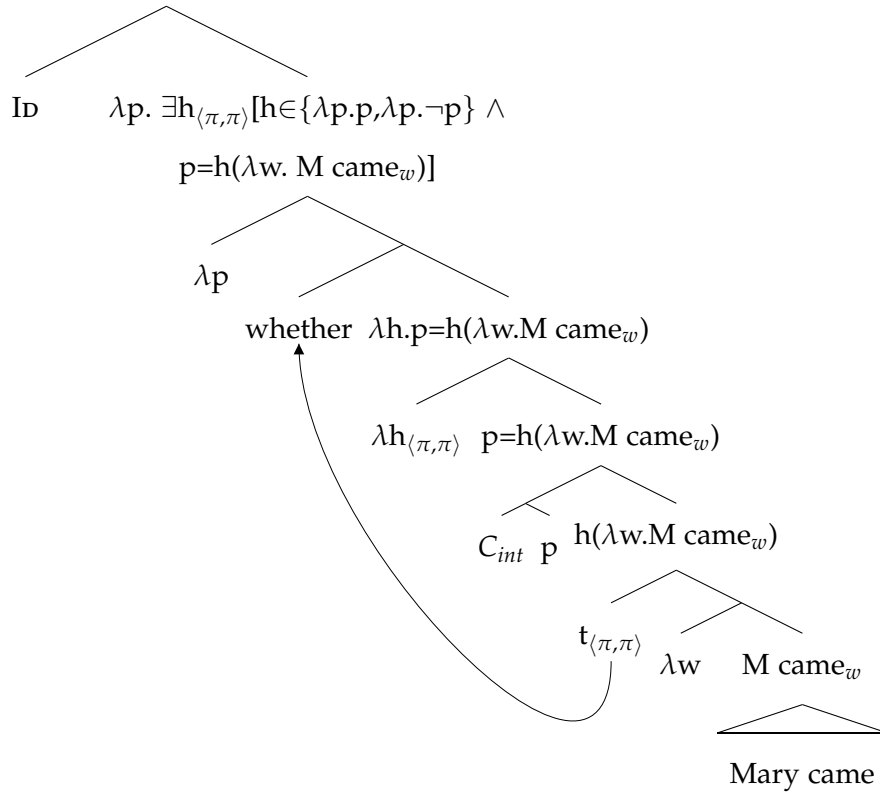 Iᴅ λp. ∃h⟨π,π⟩[h∈{λp.p,λp.¬p} ∧
p=h(λw. M came_w)]
λp
whether λh.p=h(λw.M came_w)
λh⟨π,π⟩ p=h(λw.M came_w)
C_int p h(λw.M came_w)
t⟨π,π⟩ λw M came_w
Mary came